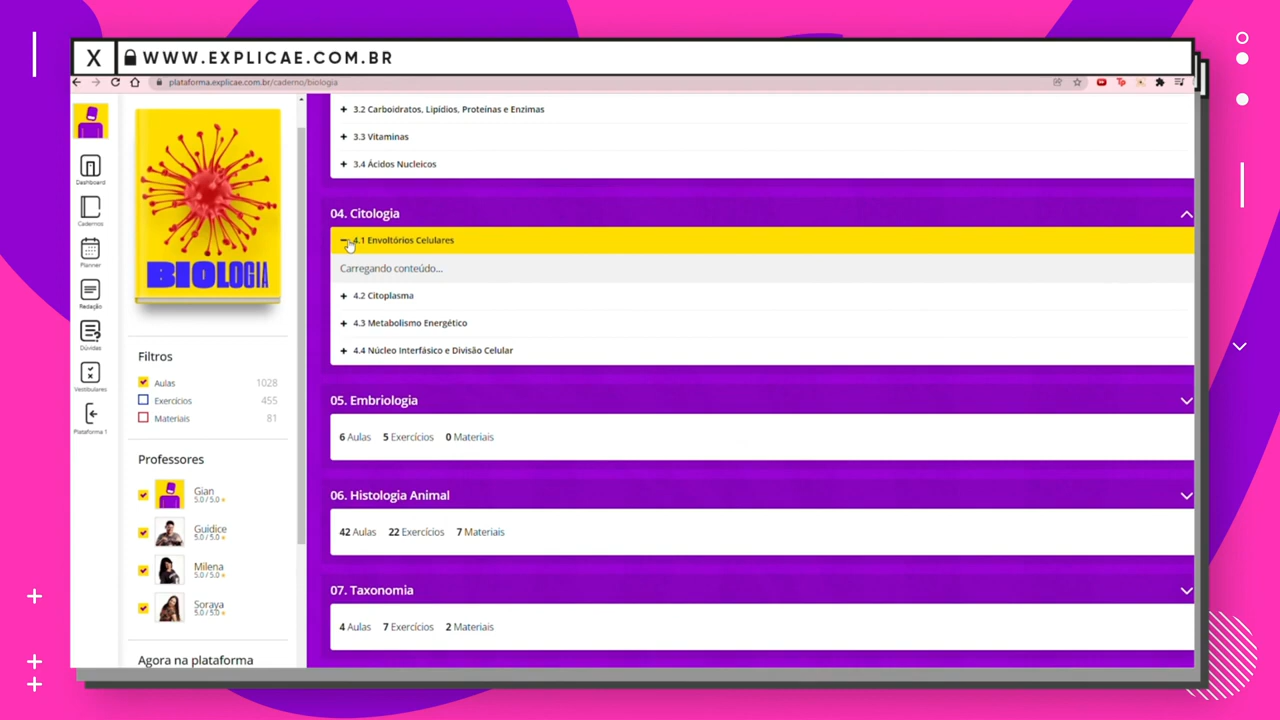 X WWW.EXPLICAE.COM.BR
plataforma.explicae.com.br/caderno/biologia
Dashboard
Cadernos
Planner
Redação
Dúvidas
Vestibulares
Plataforma 1
BIOLOGIA
Filtros
Aulas 1028
Exercícios 455
Materiais 81
Professores
Gian
5.0 / 5.0
Guidice
5.0 / 5.0
Milena
5.0 / 5.0
Soraya
5.0 / 5.0
Agora na plataforma
+ 3.2 Carboidratos, Lipídios, Proteínas e Enzimas
+ 3.3 Vitaminas
+ 3.4 Ácidos Nucleicos
04. Citologia
4.1 Envoltórios Celulares
Carregando conteúdo...
+ 4.2 Citoplasma
+ 4.3 Metabolismo Energético
+ 4.4 Núcleo Interfásico e Divisão Celular
05. Embriologia
6 Aulas 5 Exercícios 0 Materiais
06. Histologia Animal
42 Aulas 22 Exercícios 7 Materiais
07. Taxonomia
4 Aulas 7 Exercícios 2 Materiais